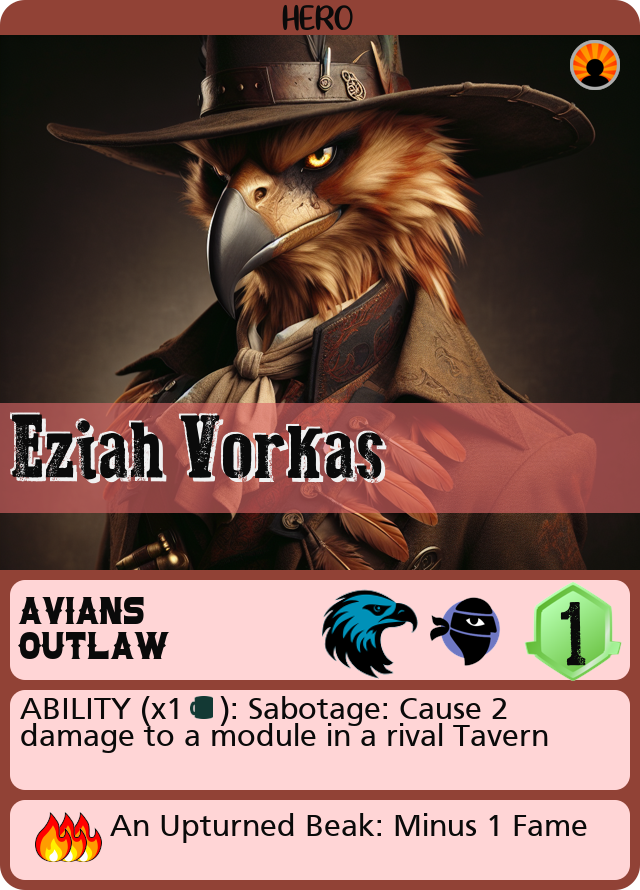 HERO
Eziah Vorkas
AVIANS
OUTLAW
1
ABILITY (x1 ): Sabotage: Cause 2
damage to a module in a rival Tavern
An Upturned Beak: Minus 1 Fame